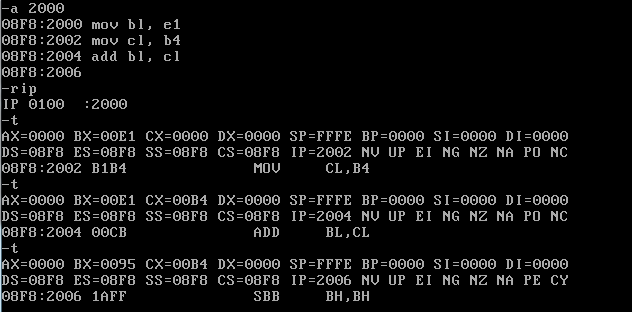 -a 2000
08F8:2000 mov bl, e1
08F8:2002 mov cl, b4
08F8:2004 add bl, cl
08F8:2006
-rip
IP 0100  :2000
-t
AX=0000 BX=00E1 CX=0000 DX=0000 SP=FFFE BP=0000 SI=0000 DI=0000
DS=08F8 ES=08F8 SS=08F8 CS=08F8 IP=2002 NV UP EI NG NZ NA PO NC
08F8:2002 B1B4              MOV     CL,B4
-t
AX=0000 BX=00E1 CX=00B4 DX=0000 SP=FFFE BP=0000 SI=0000 DI=0000
DS=08F8 ES=08F8 SS=08F8 CS=08F8 IP=2004 NV UP EI NG NZ NA PO NC
08F8:2004 00CB              ADD     BL,CL
-t
AX=0000 BX=0095 CX=00B4 DX=0000 SP=FFFE BP=0000 SI=0000 DI=0000
DS=08F8 ES=08F8 SS=08F8 CS=08F8 IP=2006 NV UP EI NG NZ NA PE CY
08F8:2006 1AFF              SBB     BH,BH